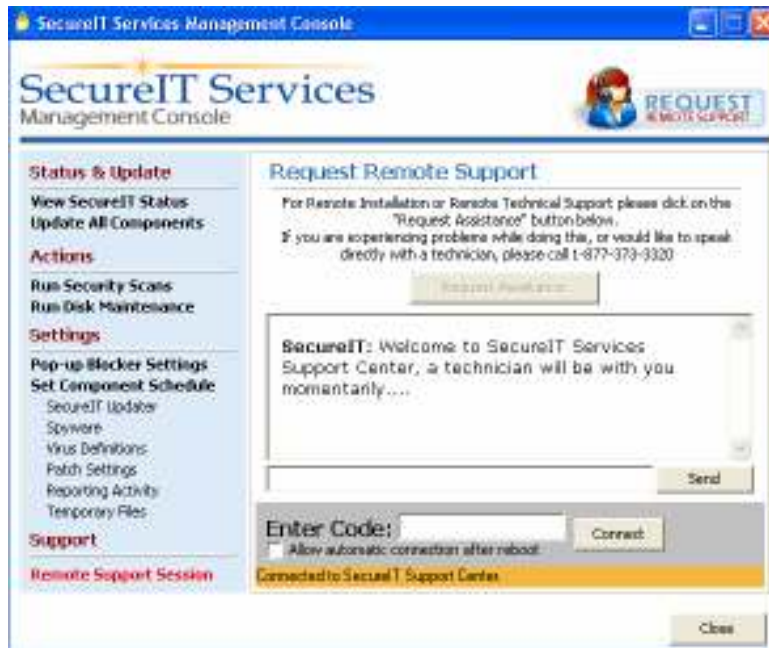 SecureIT Services Management Console
SecureIT Services
Management Console
REQUEST
REMOTE SUPPORT
Status & Update
View SecureIT Status
Update All Components
Actions
Run Security Scans
Run Disk Maintenance
Settings
Pop-up Blocker Settings
Set Component Schedule
SecureIT Updater
Spyware
Virus Definitions
Patch Settings
Reporting Activity
Temporary Files
Support
Remote Support Session
Request Remote Support
For Remote Installation or Remote Technical Support please click on the
"Request Assistance" button below.
If you are experiencing problems while doing this, or would like to speak
directly with a technician, please call 1-877-373-3320
Request Assistance
SecureIT: Welcome to SecureIT Services
Support Center, a technician will be with you
momentarily....
Send
Enter Code:
Connect
Allow automatic connection after reboot
Connected to SecureIT Support Center
Close